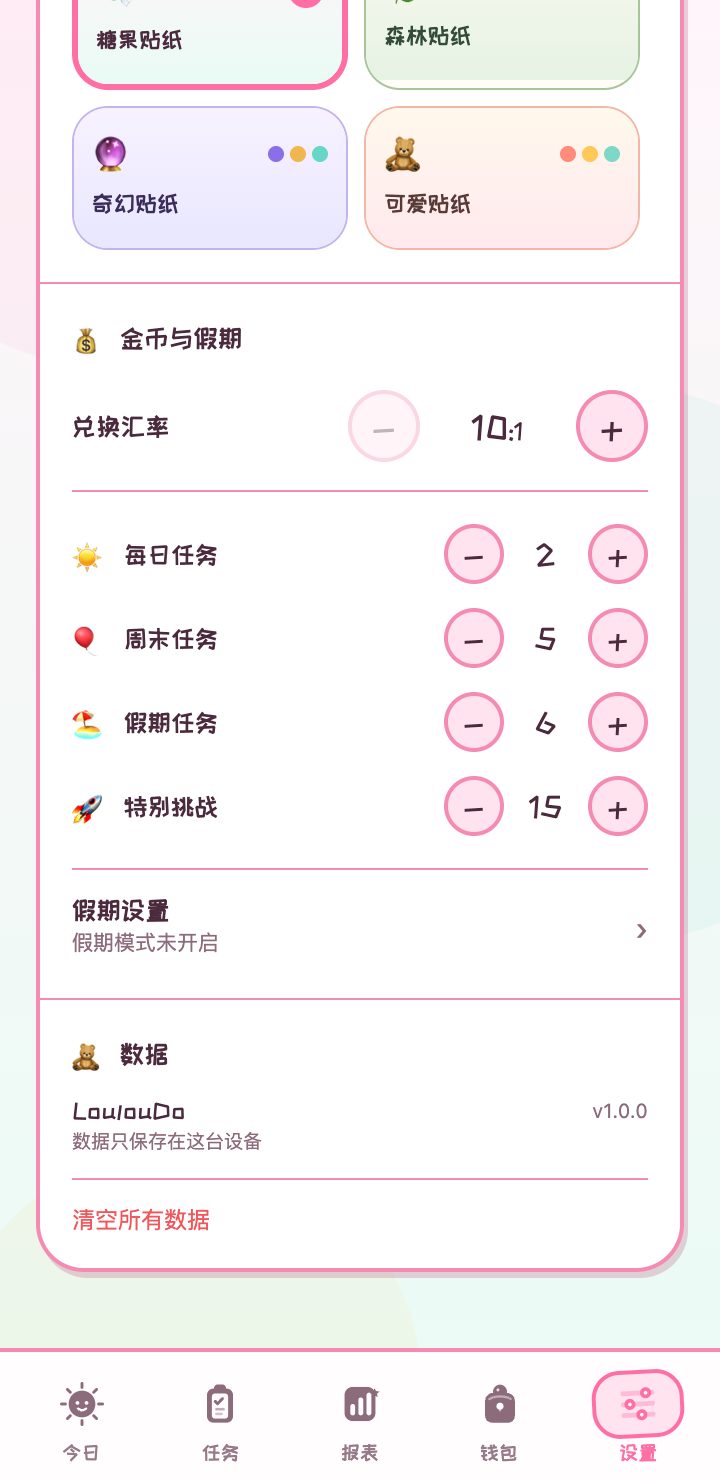 糖果贴纸
森林贴纸
奇幻贴纸
可爱贴纸
金币与假期
兑换汇率
−
10:1
+
每日任务
−
2
+
周末任务
−
5
+
假期任务
−
6
+
特别挑战
−
15
+
假期设置
假期模式未开启
›
数据
LoulouDo
v1.0.0
数据只保存在这台设备
清空所有数据
今日
任务
报表
钱包
设置